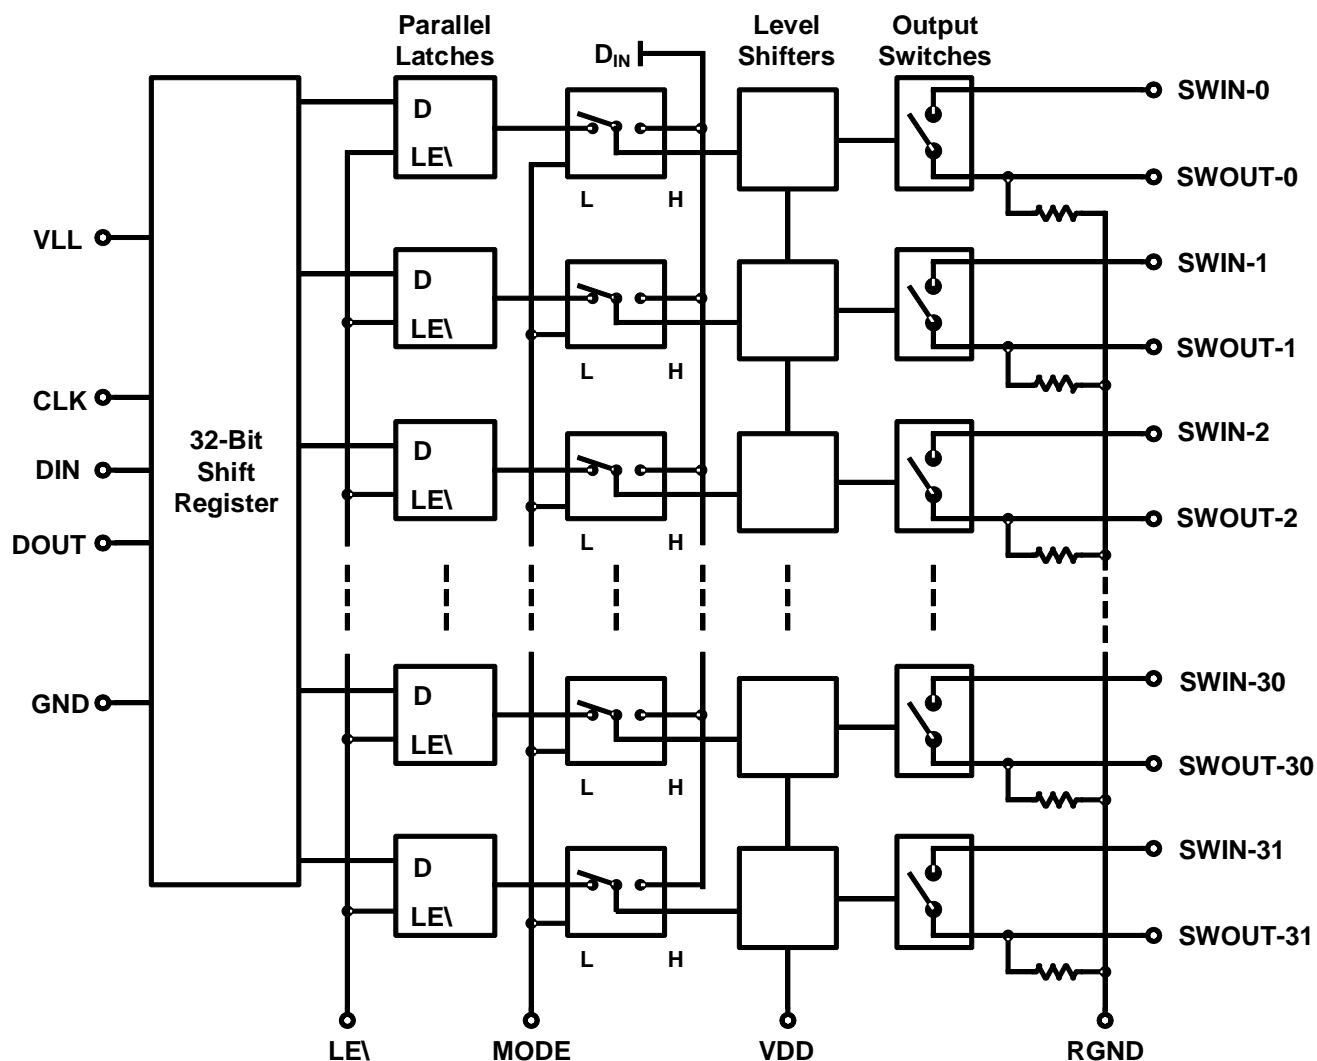 Parallel
Latches
DIN
Level
Shifters
Output
Switches
D
LE\
L
H
SWIN-0
SWOUT-0
VLL
D
LE\
L
H
SWIN-1
SWOUT-1
CLK
DIN
DOUT
32-Bit
Shift
Register
D
LE\
L
H
SWIN-2
SWOUT-2
GND
D
LE\
L
H
SWIN-30
SWOUT-30
D
LE\
L
H
SWIN-31
SWOUT-31
LE\
MODE
VDD
RGND